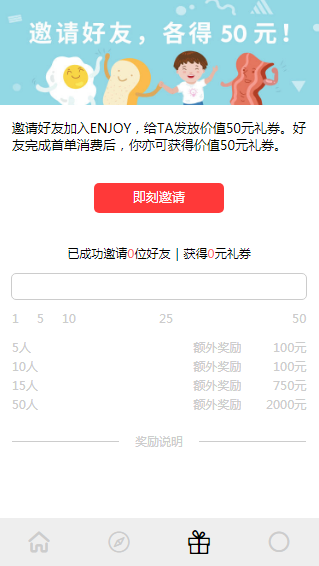 邀请好友，各得 50 元！
邀请好友加入ENJOY，给TA发放价值50元礼券。好
友完成首单消费后，你亦可获得价值50元礼券。
即刻邀请
已成功邀请0位好友 | 获得0元礼券
1 5 10 25 50
5人 额外奖励 100元
10人 额外奖励 100元
15人 额外奖励 750元
50人 额外奖励 2000元
奖励说明